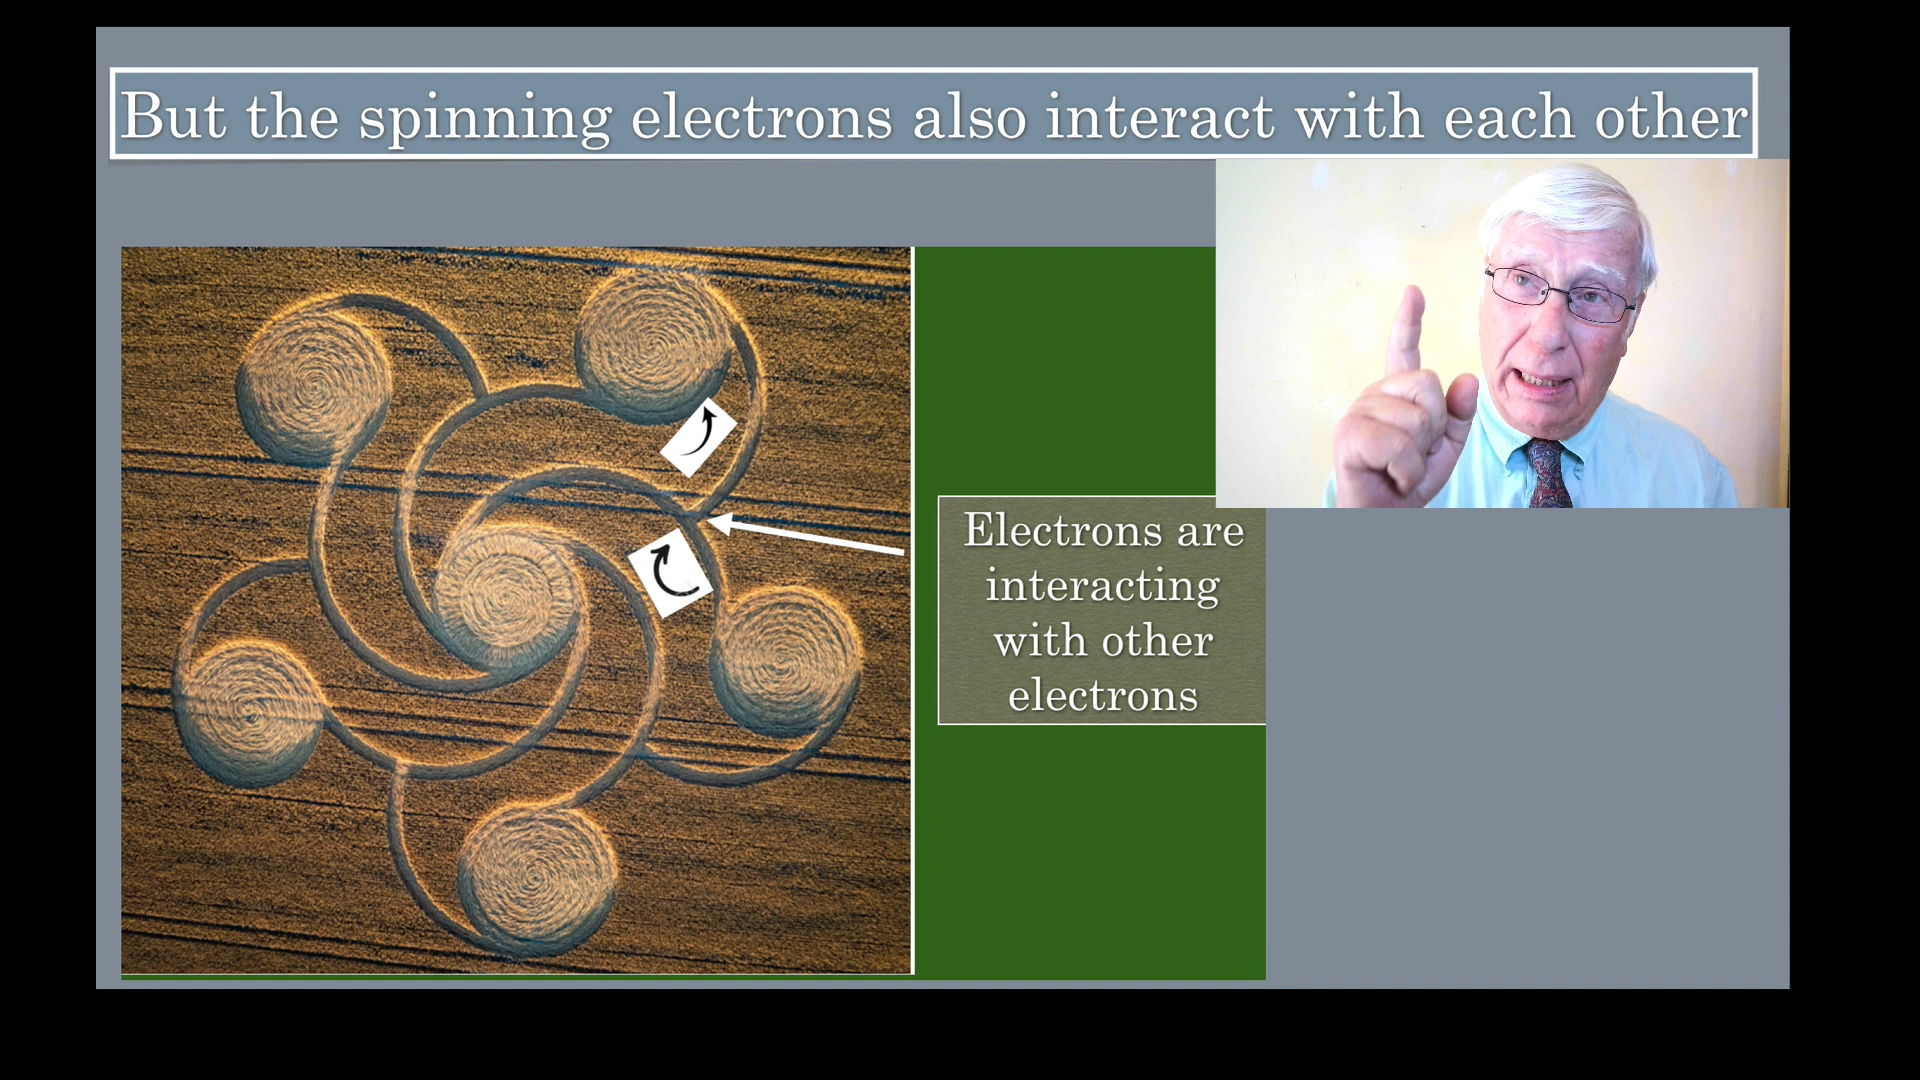 But the spinning electrons also interact with each other
Electrons are
interacting
with other
electrons